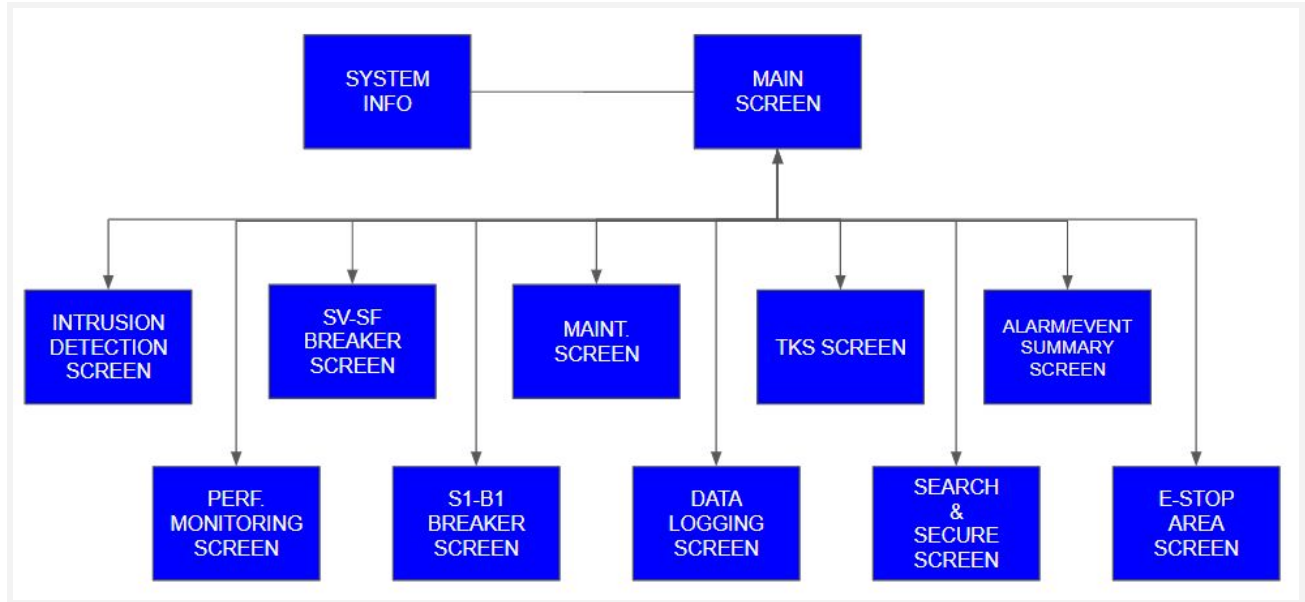 SYSTEM
INFO
MAIN
SCREEN
INTRUSION
DETECTION
SCREEN
SV-SF
BREAKER
SCREEN
MAINT.
SCREEN
TKS SCREEN
ALARM/EVENT
SUMMARY
SCREEN
PERF.
MONITORING
SCREEN
S1-B1
BREAKER
SCREEN
DATA
LOGGING
SCREEN
SEARCH
&
SECURE
SCREEN
E-STOP
AREA
SCREEN